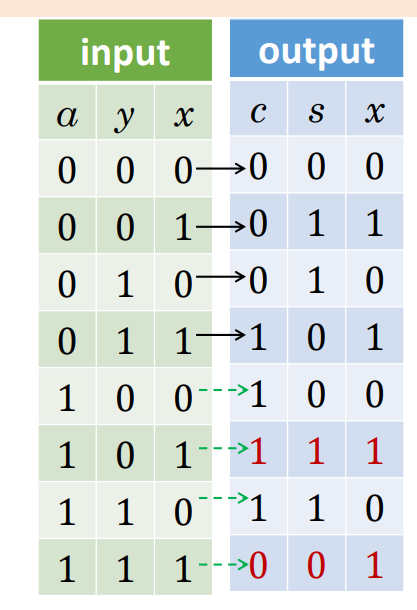 input output
a y x c s x
0 0 0 0 0 0
0 0 1 0 1 1
0 1 0 0 1 0
0 1 1 1 0 1
1 0 0 1 0 0
1 0 1 1 1 1
1 1 0 1 1 0
1 1 1 0 0 1